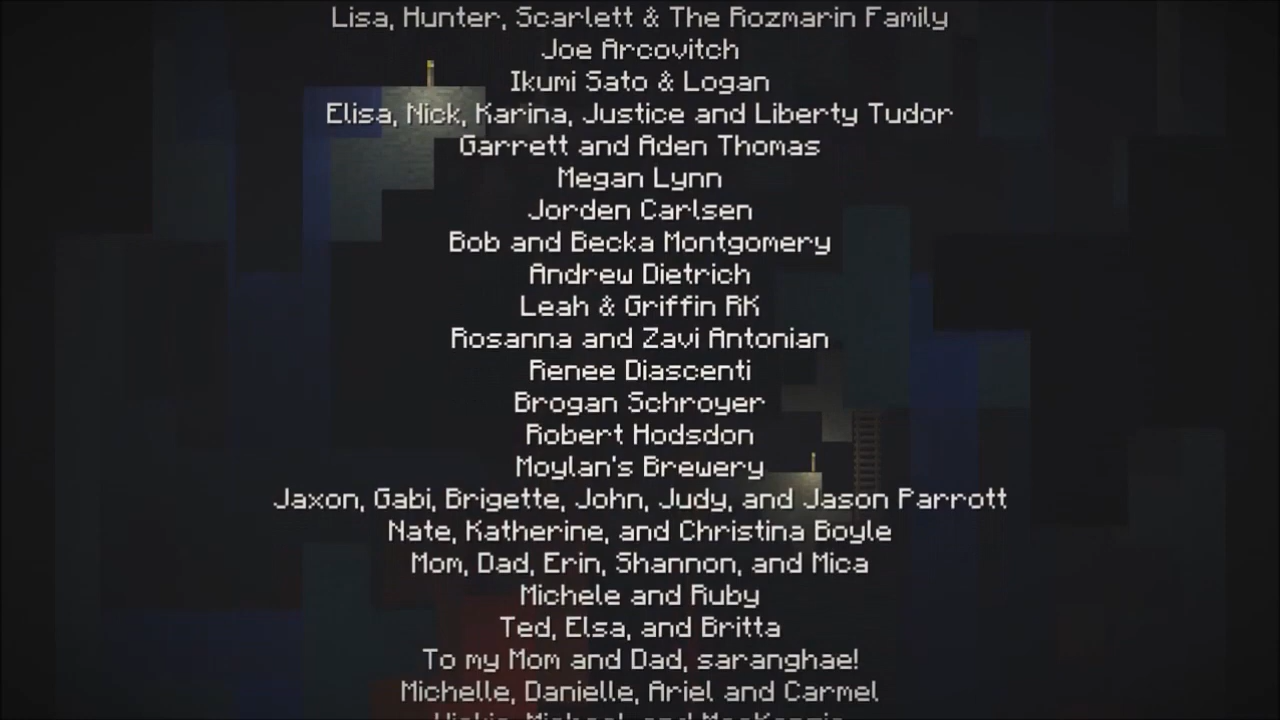 Lisa, Hunter, Scarlett & The Rozmarin Family
Joe Arcovitch
Ikumi Sato & Logan
Elisa, Nick, Karina, Justice and Liberty Tudor
Garrett and Aden Thomas
Megan Lynn
Jorden Carlsen
Bob and Becka Montgomery
Andrew Dietrich
Leah & Griffin RK
Rosanna and Zavi Antonian
Renee Diascenti
Brogan Schroyer
Robert Hodsdon
Moylan's Brewery
Jaxon, Gabi, Brigette, John, Judy, and Jason Parrott
Nate, Katherine, and Christina Boyle
Mom, Dad, Erin, Shannon, and Mica
Michele and Ruby
Ted, Elsa, and Britta
To my Mom and Dad, saranghae!
Michelle, Danielle, Ariel and Carmel